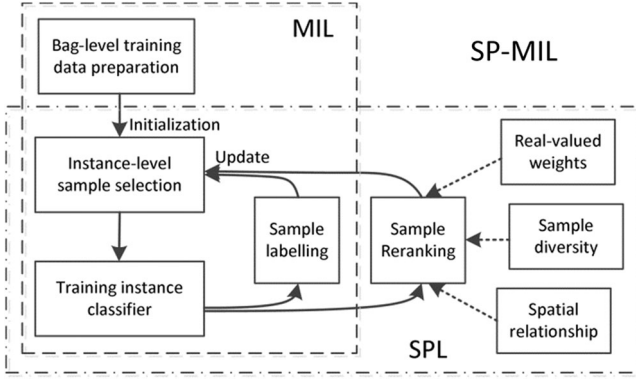 MIL
SP-MIL
Bag-level training
data preparation
Initialization
Instance-level
sample selection
Update
Real-valued
weights
Sample
labelling
Sample
Reranking
Sample
diversity
Training instance
classifier
Spatial
relationship
SPL